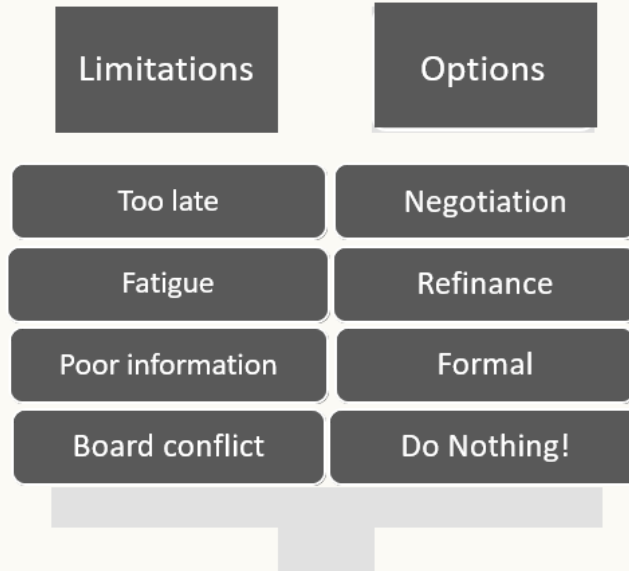 Limitations
Options
Too late
Negotiation
Fatigue
Refinance
Poor information
Formal
Board conflict
Do Nothing!